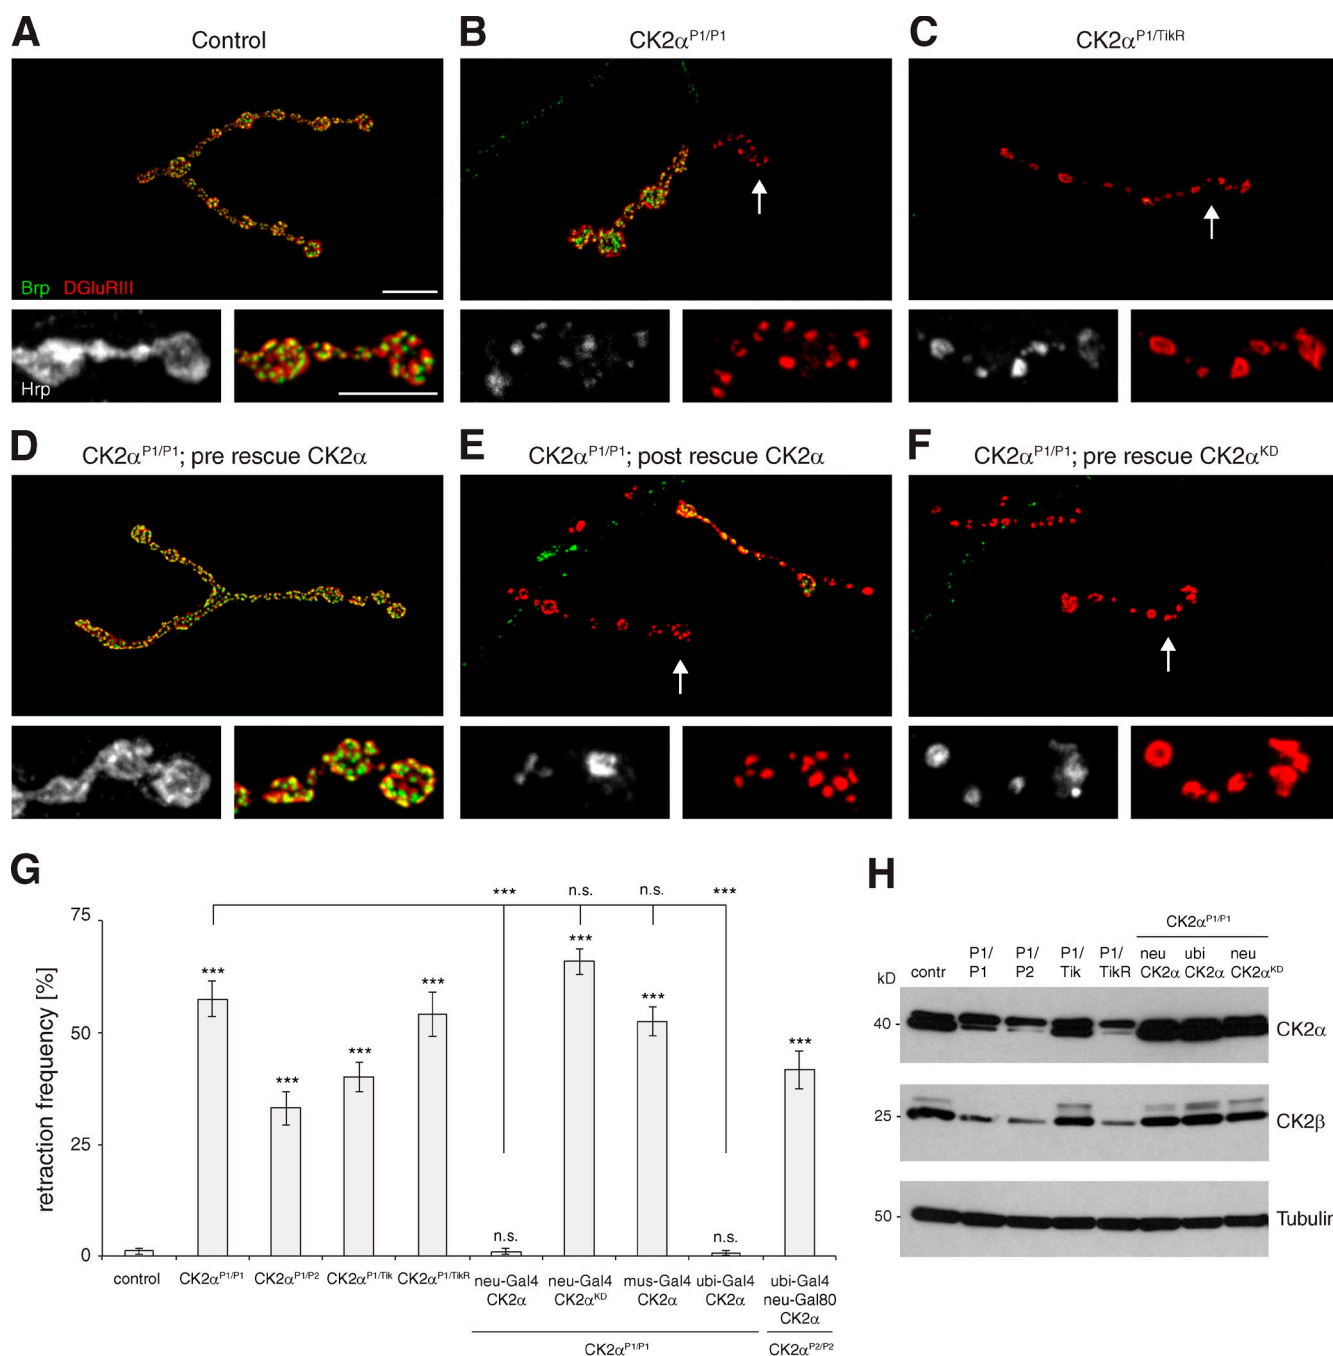 A
Control
B
CK2α^P1/P1
C
CK2α^P1/TikR
Brp DGluRIII
Hrp
D
CK2α^P1/P1; pre rescue CK2α
E
CK2α^P1/P1; post rescue CK2α
F
CK2α^P1/P1; pre rescue CK2α^KD
G
retraction frequency [%]
75
50
25
0
***
***
***
***
***
n.s.
n.s.
***
n.s.
***
***
n.s.
***
control
CK2α^P1/P1
CK2α^P1/P2
CK2α^P1/Tik
CK2α^P1/TikR
neu-Gal4
CK2α
neu-Gal4
CK2α^KD
mus-Gal4
CK2α
ubi-Gal4
CK2α
ubi-Gal4
neu-Gal80
CK2α
CK2α^P1/P1
CK2α^P2/P2
H
CK2α^P1/P1
kD
contr
P1/
P1
P1/
P2
P1/
Tik
P1/
TikR
neu
CK2α
ubi
CK2α
neu
CK2α^KD
40 -
CK2α
25 -
CK2β
50 -
Tubulin